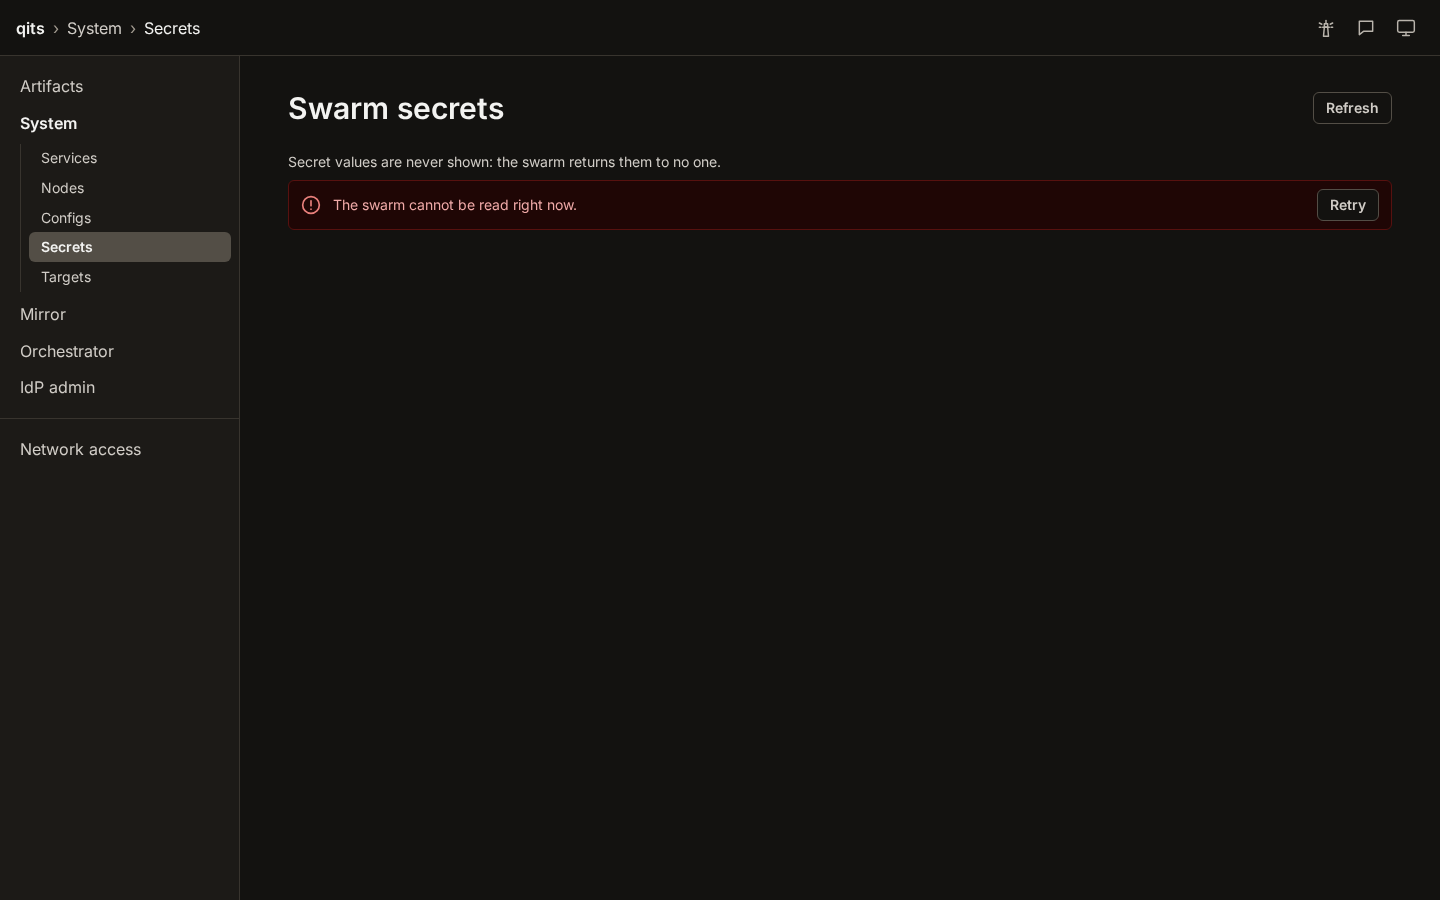 qits › System › Secrets
Artifacts
System
Services
Nodes
Configs
Secrets
Targets
Mirror
Orchestrator
IdP admin
Network access
Swarm secrets
Refresh
Secret values are never shown: the swarm returns them to no one.
The swarm cannot be read right now.
Retry